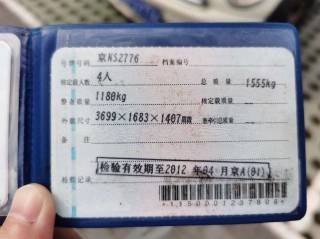 号牌号码 京NS2776 档案编号
核定载人数 4人 总质量 1555kg
整备质量 1180kg 核定载质量
外廓尺寸 3699×1683×1407mm 准牵引总质量
备注
检验有效期至2012 年04 月京A(01)
检验记录